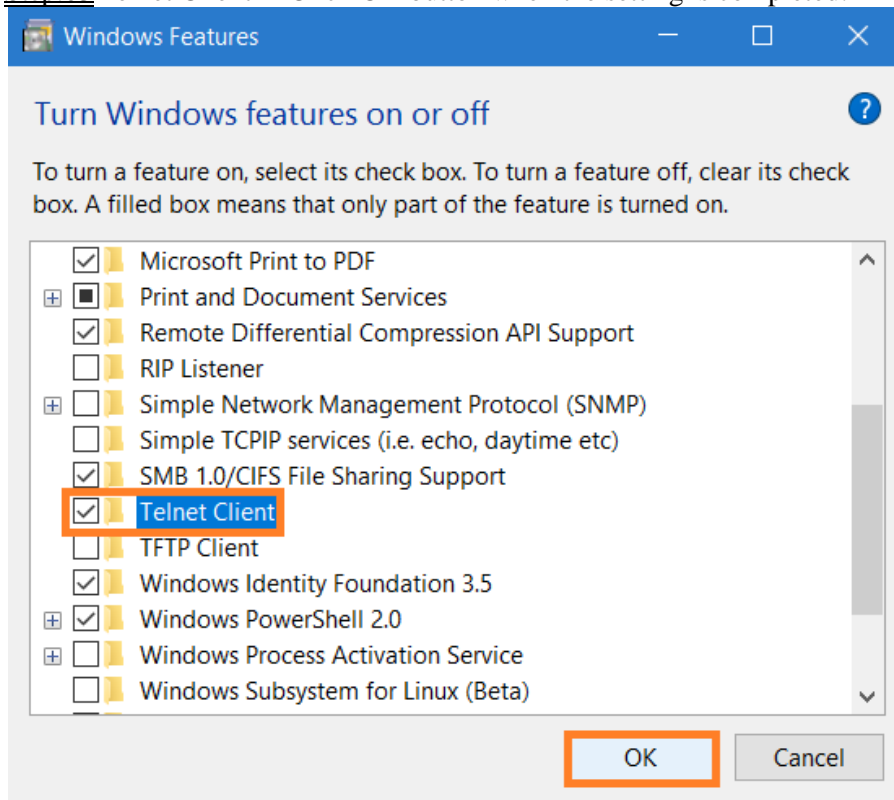 Windows Features
Turn Windows features on or off
?
To turn a feature on, select its check box. To turn a feature off, clear its check
box. A filled box means that only part of the feature is turned on.
Microsoft Print to PDF
Print and Document Services
Remote Differential Compression API Support
RIP Listener
Simple Network Management Protocol (SNMP)
Simple TCPIP services (i.e. echo, daytime etc)
SMB 1.0/CIFS File Sharing Support
Telnet Client
TFTP Client
Windows Identity Foundation 3.5
Windows PowerShell 2.0
Windows Process Activation Service
Windows Subsystem for Linux (Beta)
OK Cancel